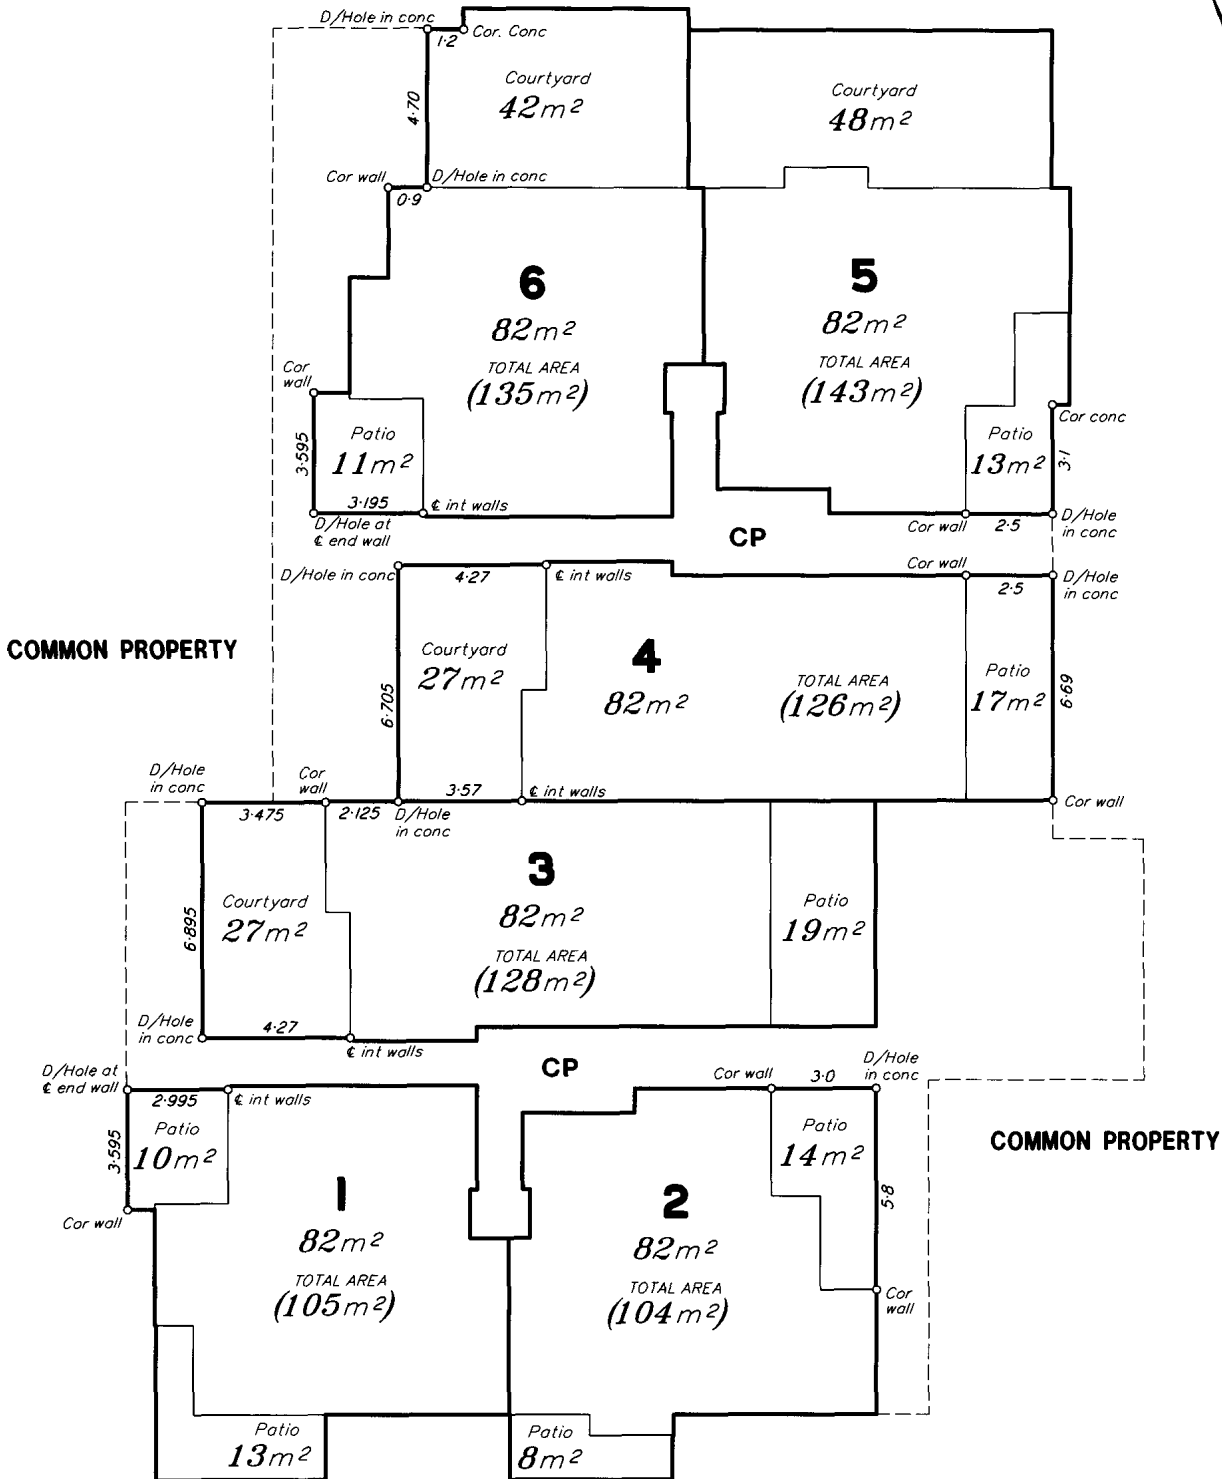 D/Hole in conc
1·2
Cor. Conc
Courtyard
42m²
4·70
Courtyard
48m²
Cor wall
0·9
D/Hole in conc
6
82m²
TOTAL AREA
(135m²)
5
82m²
TOTAL AREA
(143m²)
Cor
wall
3·595
Patio
11m²
3·195
℄ int walls
D/Hole at
℄ end wall
Cor conc
Patio
13m²
3·1
Cor wall
2·5
D/Hole
in conc
CP
D/Hole in conc
4·27
℄ int walls
Cor wall
2·5
D/Hole
in conc
COMMON PROPERTY
Courtyard
27m²
6·705
4
82m²
TOTAL AREA
(126m²)
Patio
17m²
6·69
D/Hole
in conc
Cor
wall
3·475
2·125
3·57
D/Hole
in conc
℄ int walls
Cor wall
Courtyard
27m²
6·895
3
82m²
TOTAL AREA
(128m²)
Patio
19m²
D/Hole
in conc
4·27
℄ int walls
CP
D/Hole at
℄ end wall
2·995
℄ int walls
Cor wall
3·0
D/Hole
in conc
Patio
10m²
3·595
Cor wall
1
82m²
TOTAL AREA
(105m²)
2
82m²
TOTAL AREA
(104m²)
Patio
14m²
5·8
Cor
wall
COMMON PROPERTY
Patio
13m²
Patio
8m²